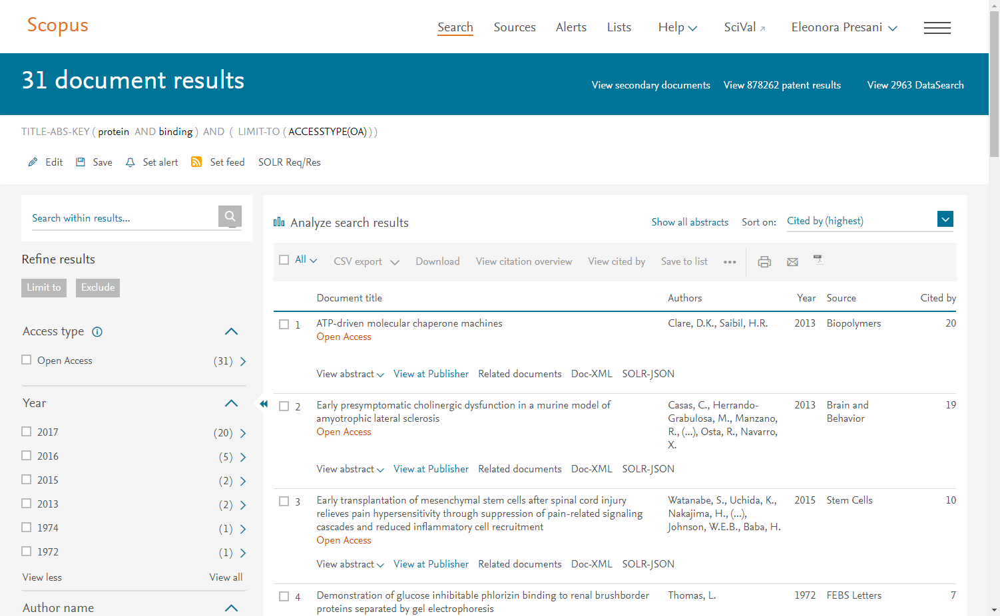 Scopus
Search Sources Alerts Lists Help SciVal Eleonora Presani
31 document results
View secondary documents View 878262 patent results View 2963 DataSearch
TITLE-ABS-KEY ( protein AND binding ) AND ( LIMIT-TO ( ACCESSTYPE(OA) ) )
Edit Save Set alert Set feed SOLR Req/Res
Search within results...
Refine results
Limit to Exclude
Access type
Open Access (31)
Year
2017 (20)
2016 (5)
2015 (2)
2013 (2)
1974 (1)
1972 (1)
View less View all
Author name
Analyze search results Show all abstracts Sort on: Cited by (highest)
All CSV export Download View citation overview View cited by Save to list
Document title Authors Year Source Cited by
1 ATP-driven molecular chaperone machines Clare, D.K., Saibil, H.R. 2013 Biopolymers 20
Open Access
View abstract View at Publisher Related documents Doc-XML SOLR-JSON
2 Early presymptomatic cholinergic dysfunction in a murine model of Casas, C., Herrando- 2013 Brain and 19
amyotrophic lateral sclerosis Grabulosa, M., Manzano, Behavior
Open Access R., (...), Osta, R., Navarro,
X.
View abstract View at Publisher Related documents Doc-XML SOLR-JSON
3 Early transplantation of mesenchymal stem cells after spinal cord injury Watanabe, S., Uchida, K., 2015 Stem Cells 10
relieves pain hypersensitivity through suppression of pain-related signaling Nakajima, H., (...),
cascades and reduced inflammatory cell recruitment Johnson, W.E.B., Baba, H.
Open Access
View abstract View at Publisher Related documents Doc-XML SOLR-JSON
4 Demonstration of glucose inhibitable phlorizin binding to renal brushborder Thomas, L. 1972 FEBS Letters 7
proteins separated by gel electrophoresis